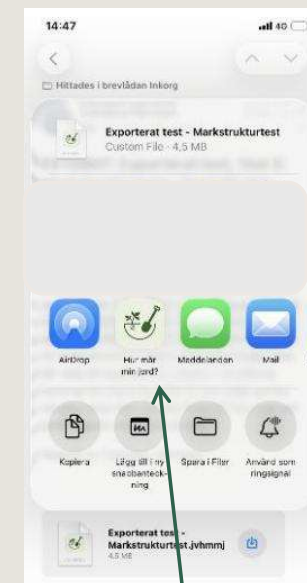 14:47
4G
Hittades i brevlådan Inkorg
Exporterat test - Markstrukturtest
Custom File - 4,5 MB
AirDrop
Hur mår
min jord?
Meddelanden
Mail
Kopiera
Lägg till i ny
snabbanteck-
ning
Spara i Filer
Använd som
ringsignal
Exporterat test -
Markstrukturtest.jvhmmj
4,5 MB